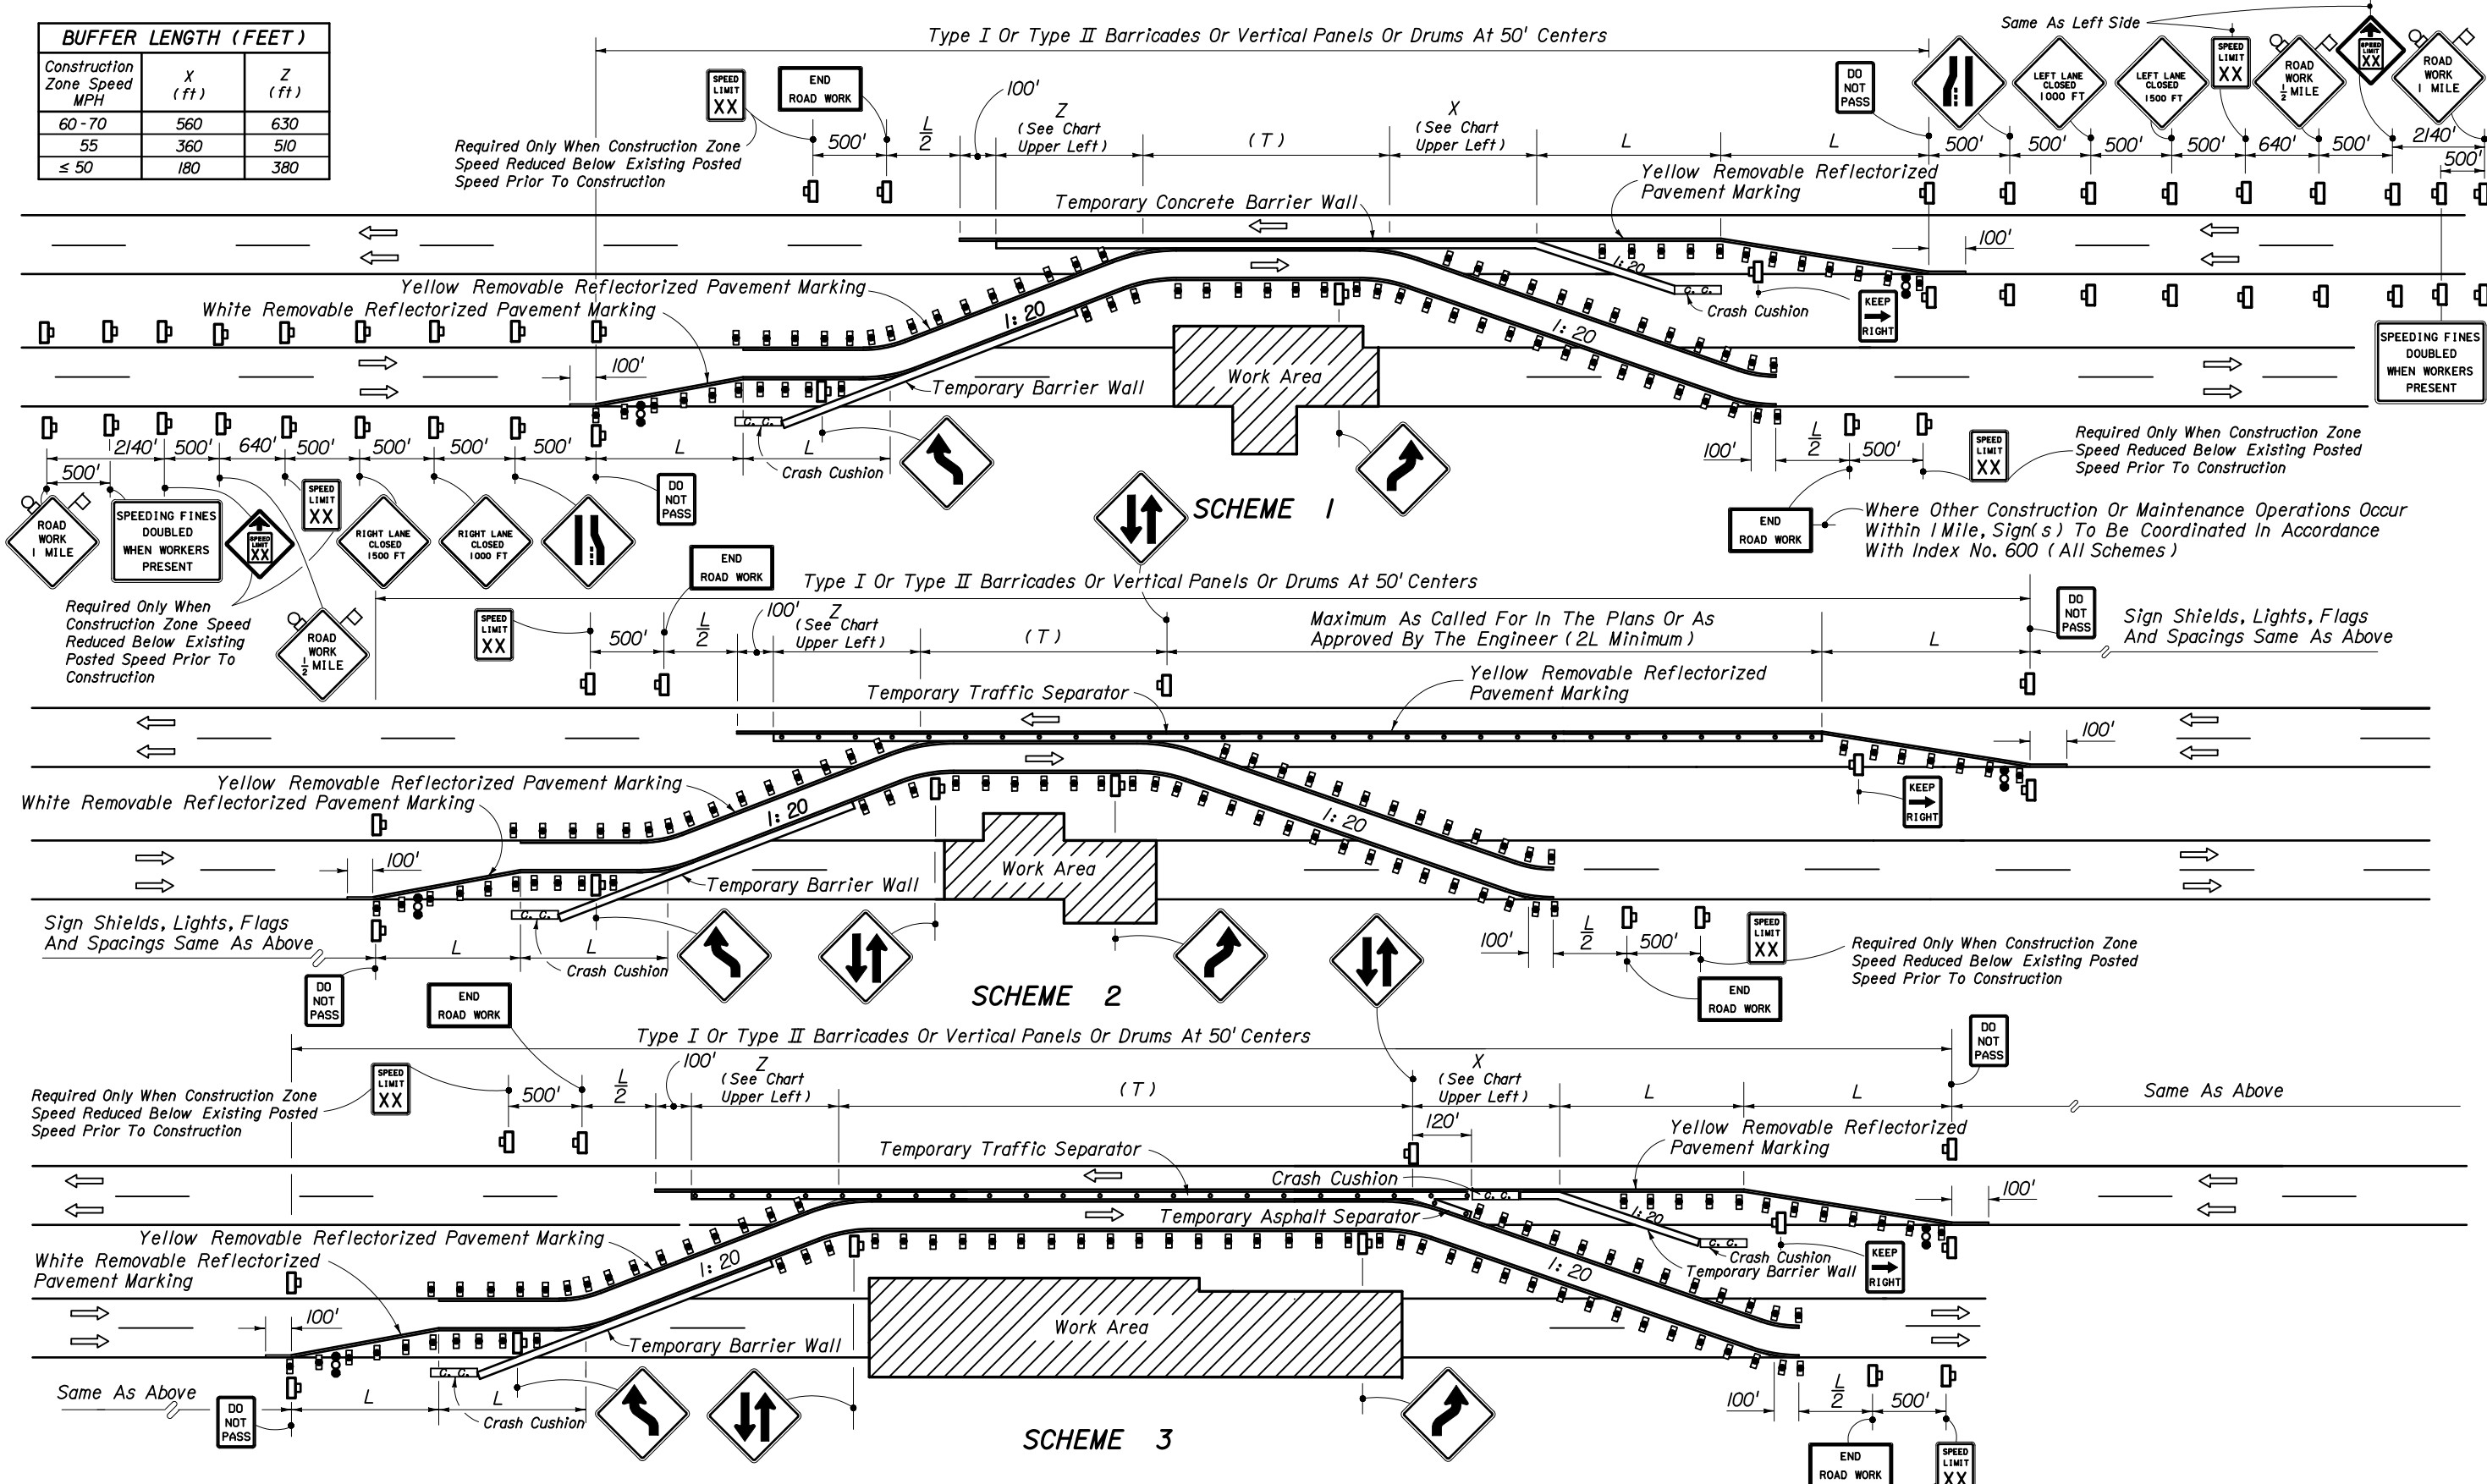 BUFFER LENGTH (FEET)
Construction
Zone Speed
MPH
X
(ft)
Z
(ft)
60-70 560 630
55 360 510
≤ 50 180 380
Type I Or Type II Barricades Or Vertical Panels Or Drums At 50' Centers
Same As Left Side
SPEED
LIMIT
XX
END
ROAD WORK
Required Only When Construction Zone
Speed Reduced Below Existing Posted
Speed Prior To Construction
500'
L
2
100'
Z
(See Chart
Upper Left)
(T)
X
(See Chart
Upper Left)
L
L
DO
NOT
PASS
LEFT LANE
CLOSED
1000 FT
LEFT LANE
CLOSED
1500 FT
SPEED
LIMIT
XX
ROAD
WORK
1/2 MILE
SPEED
LIMIT
XX
ROAD
WORK
1 MILE
500' 500' 500' 500' 640' 500' 2140'
500'
Yellow Removable Reflectorized
Pavement Marking
Temporary Concrete Barrier Wall
100'
Yellow Removable Reflectorized Pavement Marking
White Removable Reflectorized Pavement Marking
1:20
1:20
1:20
C. C.
Crash Cushion
KEEP
RIGHT
SPEEDING FINES
DOUBLED
WHEN WORKERS
PRESENT
100'
Temporary Barrier Wall
Work Area
C. C.
Crash Cushion
2140' 500' 640' 500' 500' 500' 500' L L
500'
ROAD
WORK
1 MILE
SPEEDING FINES
DOUBLED
WHEN WORKERS
PRESENT
SPEED
LIMIT
XX
SPEED
LIMIT
XX
RIGHT LANE
CLOSED
1500 FT
RIGHT LANE
CLOSED
1000 FT
DO
NOT
PASS
SCHEME 1
100'
L
2
500'
SPEED
LIMIT
XX
Required Only When Construction Zone
Speed Reduced Below Existing Posted
Speed Prior To Construction
END
ROAD WORK
Where Other Construction Or Maintenance Operations Occur
Within 1 Mile, Sign(s) To Be Coordinated In Accordance
With Index No. 600 (All Schemes)
Required Only When
Construction Zone Speed
Reduced Below Existing
Posted Speed Prior To
Construction
ROAD
WORK
1/2 MILE
END
ROAD WORK
Type I Or Type II Barricades Or Vertical Panels Or Drums At 50' Centers
SPEED
LIMIT
XX
500'
L
2
100'
Z
(See Chart
Upper Left)
(T)
Maximum As Called For In The Plans Or As
Approved By The Engineer (2L Minimum)
L
DO
NOT
PASS
Sign Shields, Lights, Flags
And Spacings Same As Above
Temporary Traffic Separator
Yellow Removable Reflectorized
Pavement Marking
100'
Yellow Removable Reflectorized Pavement Marking
White Removable Reflectorized Pavement Marking
1:20
1:20
KEEP
RIGHT
100'
Temporary Barrier Wall
Work Area
C. C.
Crash Cushion
Sign Shields, Lights, Flags
And Spacings Same As Above
L
L
DO
NOT
PASS
100'
L
2
500'
SPEED
LIMIT
XX
Required Only When Construction Zone
Speed Reduced Below Existing Posted
Speed Prior To Construction
END
ROAD WORK
SCHEME 2
END
ROAD WORK
Type I Or Type II Barricades Or Vertical Panels Or Drums At 50' Centers
DO
NOT
PASS
Required Only When Construction Zone
Speed Reduced Below Existing Posted
Speed Prior To Construction
SPEED
LIMIT
XX
500'
L
2
100'
Z
(See Chart
Upper Left)
(T)
X
(See Chart
Upper Left)
L
L
Same As Above
120'
Temporary Traffic Separator
Yellow Removable Reflectorized
Pavement Marking
Crash Cushion
C. C.
100'
Temporary Asphalt Separator
1:20
C. C.
Crash Cushion
Temporary Barrier Wall
KEEP
RIGHT
Yellow Removable Reflectorized Pavement Marking
White Removable Reflectorized
Pavement Marking
1:20
1:20
100'
Temporary Barrier Wall
Work Area
C. C.
Crash Cushion
Same As Above
L
L
DO
NOT
PASS
SCHEME 3
100'
L
2
500'
END
ROAD WORK
SPEED
LIMIT
XX